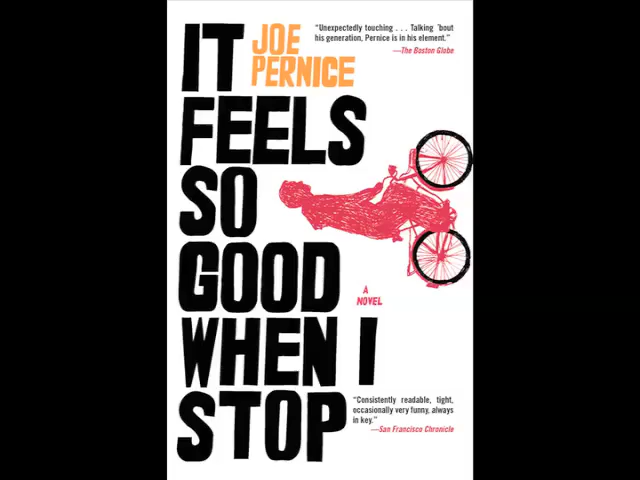 IT
JOE
PERNICE
"Unexpectedly touching . . . Talking 'bout
his generation, Pernice is in his element."
—The Boston Globe
FEELS
SO
GOOD
A
NOVEL
WHEN I
STOP
"Consistently readable, tight,
occasionally very funny, always
in key."
—San Francisco Chronicle